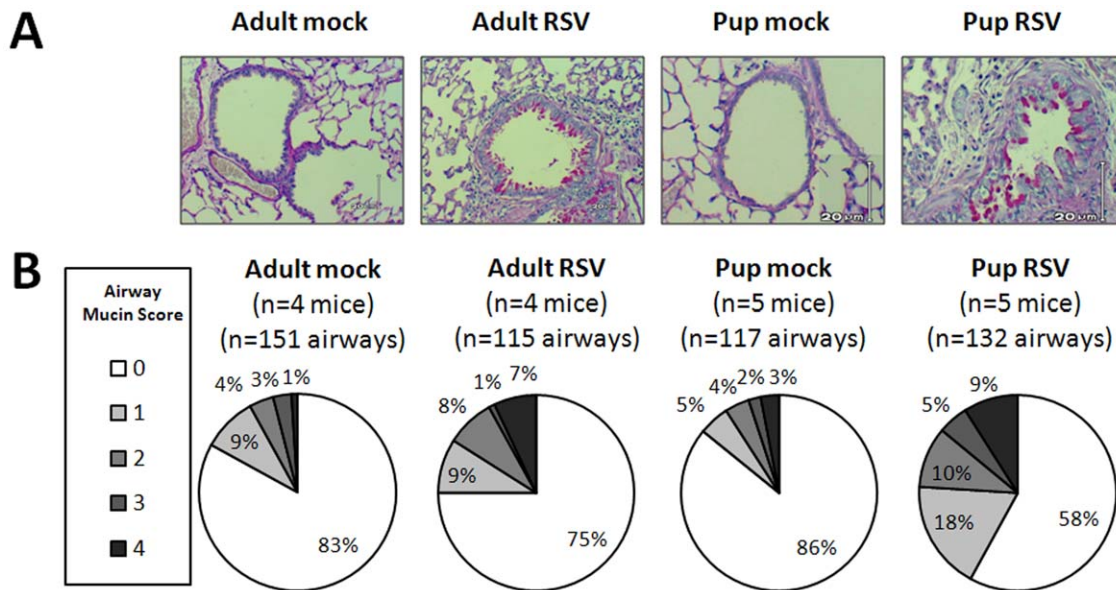 A
Adult mock
Adult RSV
Pup mock
Pup RSV
20 µm
20 µm
B
Airway
Mucin Score
0
1
2
3
4
Adult mock
(n=4 mice)
(n=151 airways)
4%
3%
1%
9%
83%
Adult RSV
(n=4 mice)
(n=115 airways)
8%
1%
7%
9%
75%
Pup mock
(n=5 mice)
(n=117 airways)
5%
4%
2%
3%
86%
Pup RSV
(n=5 mice)
(n=132 airways)
5%
9%
10%
18%
58%